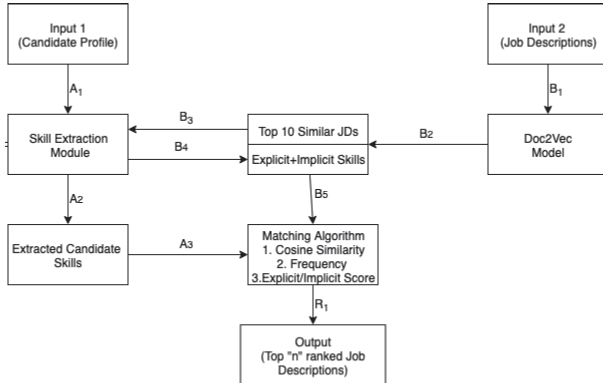 Input 1
(Candidate Profile)
Input 2
(Job Descriptions)
A1
B1
B3
Top 10 Similar JDs
B2
Skill Extraction
Module
B4
Explicit+Implicit Skills
Doc2Vec
Model
A2
B5
Extracted Candidate
Skills
A3
Matching Algorithm
1. Cosine Similarity
2. Frequency
3.Explicit/Implicit Score
R1
Output
(Top "n" ranked Job
Descriptions)